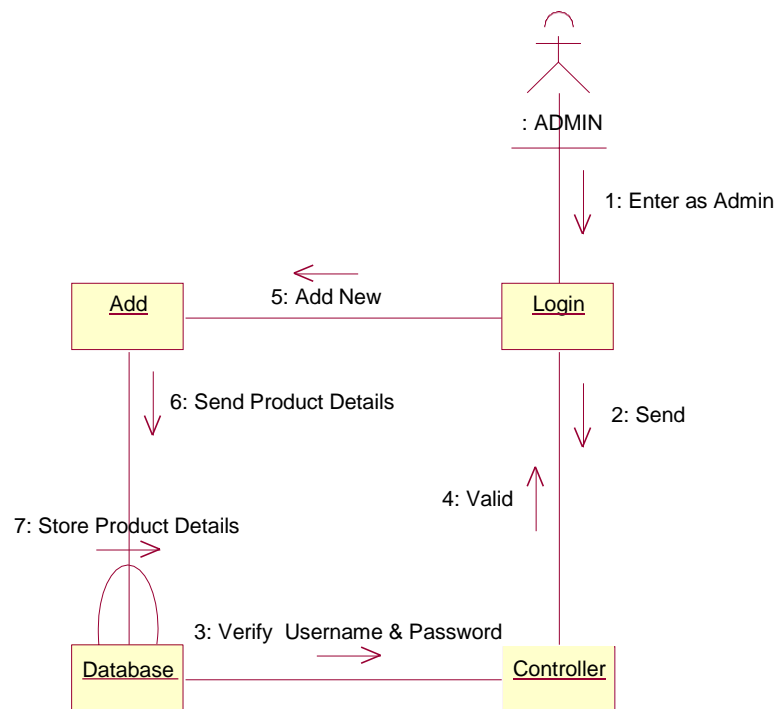 : ADMIN
1: Enter as Admin
5: Add New
Add
Login
6: Send Product Details
2: Send
4: Valid
7: Store Product Details
3: Verify  Username & Password
Database
Controller